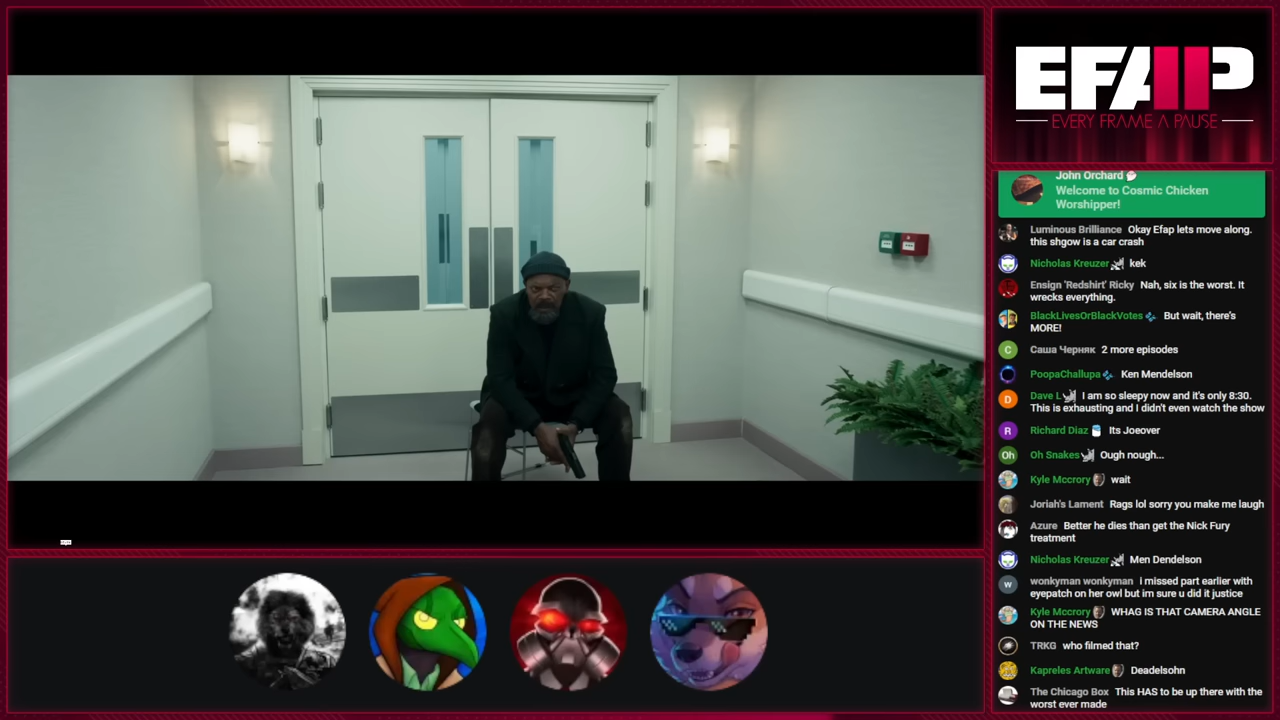 EFAP
EVERY FRAME A PAUSE
John Orchard
Welcome to Cosmic Chicken
Worshipper!
Luminous Brilliance Okay Efap lets move along.
this shgow is a car crash
Nicholas Kreuzer kek
Ensign 'Redshirt' Ricky Nah, six is the worst. It
wrecks everything.
BlackLivesOrBlackVotes But wait, there's
MORE!
C Саша Черняк 2 more episodes
PoopaChallupa Ken Mendelson
D Dave L I am so sleepy now and it's only 8:30.
This is exhausting and I didn't even watch the show
R Richard Diaz Its Joeover
Oh Oh Snakes Ough nough...
Kyle Mccrory wait
Joriah's Lament Rags lol sorry you make me laugh
Azure Better he dies than get the Nick Fury
treatment
Nicholas Kreuzer Men Dendelson
w wonkyman wonkyman i missed part earlier with
eyepatch on her owl but im sure u did it justice
Kyle Mccrory WHAG IS THAT CAMERA ANGLE
ON THE NEWS
TRKG who filmed that?
Kapreles Artware Deadelsohn
The Chicago Box This HAS to be up there with the
worst ever made